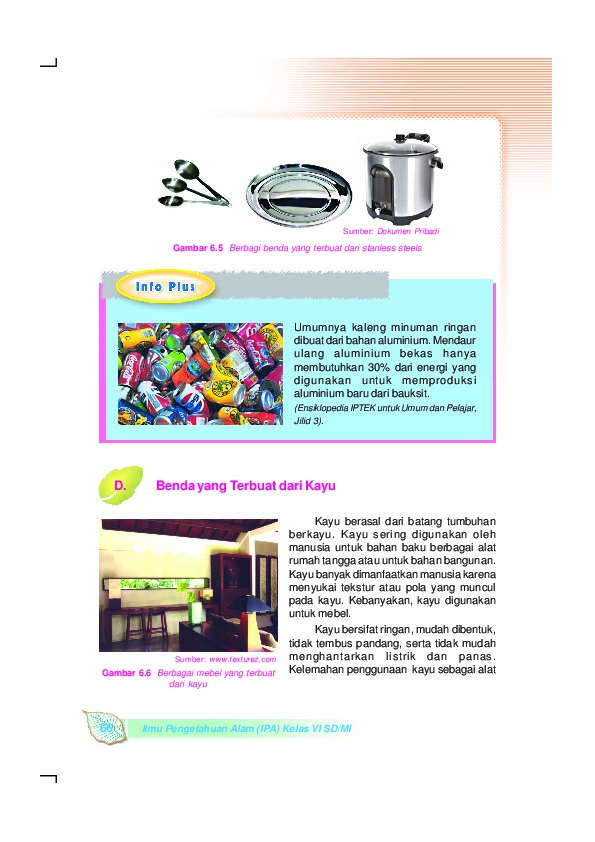 Sumber: Dokumen Pribadi
Gambar 6.5 Berbagi benda yang terbuat dari stanless steels
Info Plus
Umumnya kaleng minuman ringan
dibuat dari bahan aluminium. Mendaur
ulang aluminium bekas hanya
membutuhkan 30% dari energi yang
digunakan untuk memproduksi
aluminium baru dari bauksit.
(Ensiklopedia IPTEK untuk Umum dan Pelajar,
Jilid 3).
D. Benda yang Terbuat dari Kayu
Kayu berasal dari batang tumbuhan
berkayu. Kayu sering digunakan oleh
manusia untuk bahan baku berbagai alat
rumah tangga atau untuk bahan bangunan.
Kayu banyak dimanfaatkan manusia karena
menyukai tekstur atau pola yang muncul
pada kayu. Kebanyakan, kayu digunakan
untuk mebel.
Kayu bersifat ringan, mudah dibentuk,
tidak tembus pandang, serta tidak mudah
menghantarkan listrik dan panas.
Kelemahan penggunaan kayu sebagai alat
Sumber: www.texturez.com
Gambar 6.6 Berbagai mebel yang terbuat
dari kayu
Ilmu Pengetahuan Alam (IPA) Kelas VI SD/MI